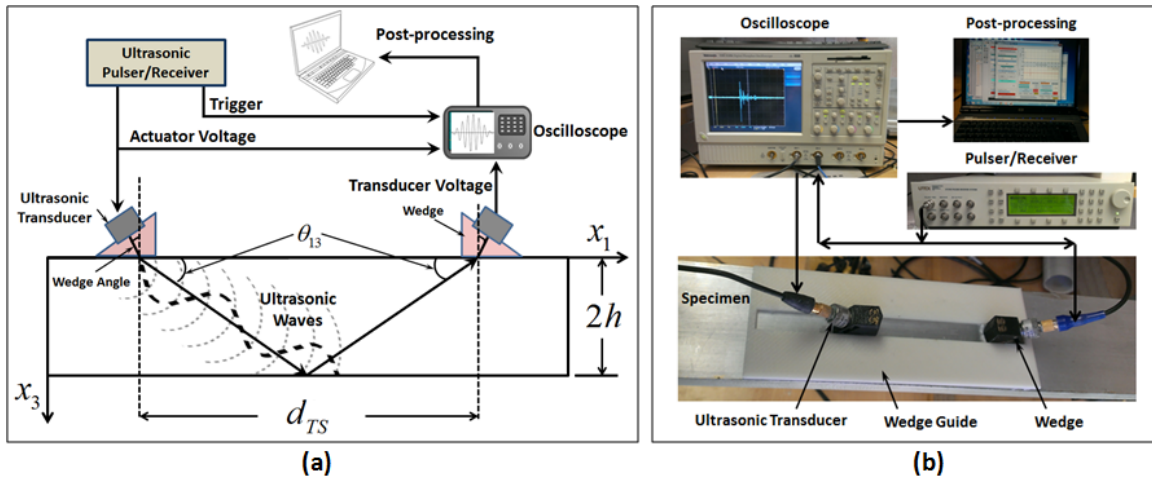 Ultrasonic
Pulser/Receiver
Post-processing
Trigger
Actuator Voltage
Oscilloscope
Ultrasonic
Transducer
Transducer Voltage
Wedge
Wedge Angle
θ13
x1
Ultrasonic
Waves
2h
x3
dTS
(a)
Oscilloscope
Post-processing
Pulser/Receiver
Specimen
Ultrasonic Transducer
Wedge Guide
Wedge
(b)